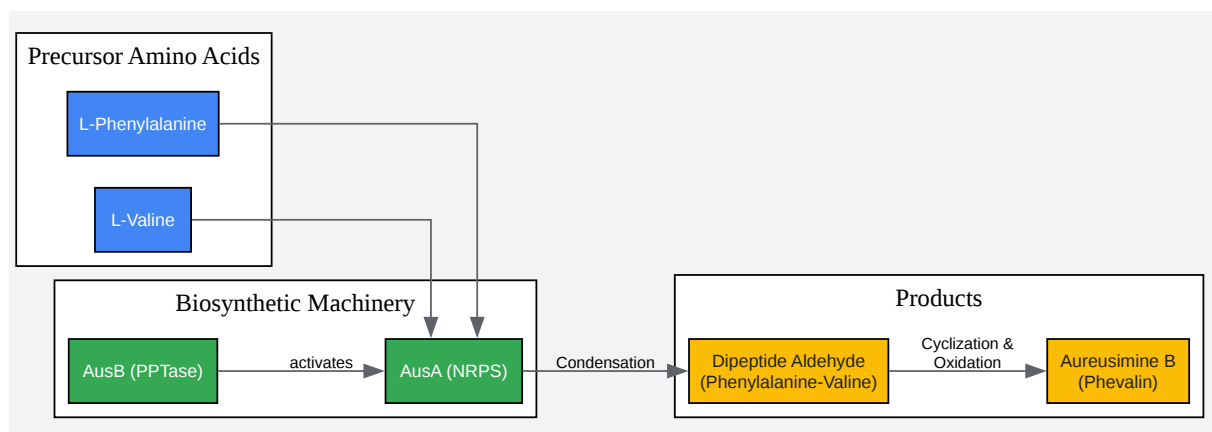 Precursor Amino Acids
L-Phenylalanine
L-Valine
Biosynthetic Machinery
AusB (PPTase)
activates
AusA (NRPS)
Condensation
Products
Dipeptide Aldehyde
(Phenylalanine-Valine)
Cyclization &
Oxidation
Aureusimine B
(Phevalin)